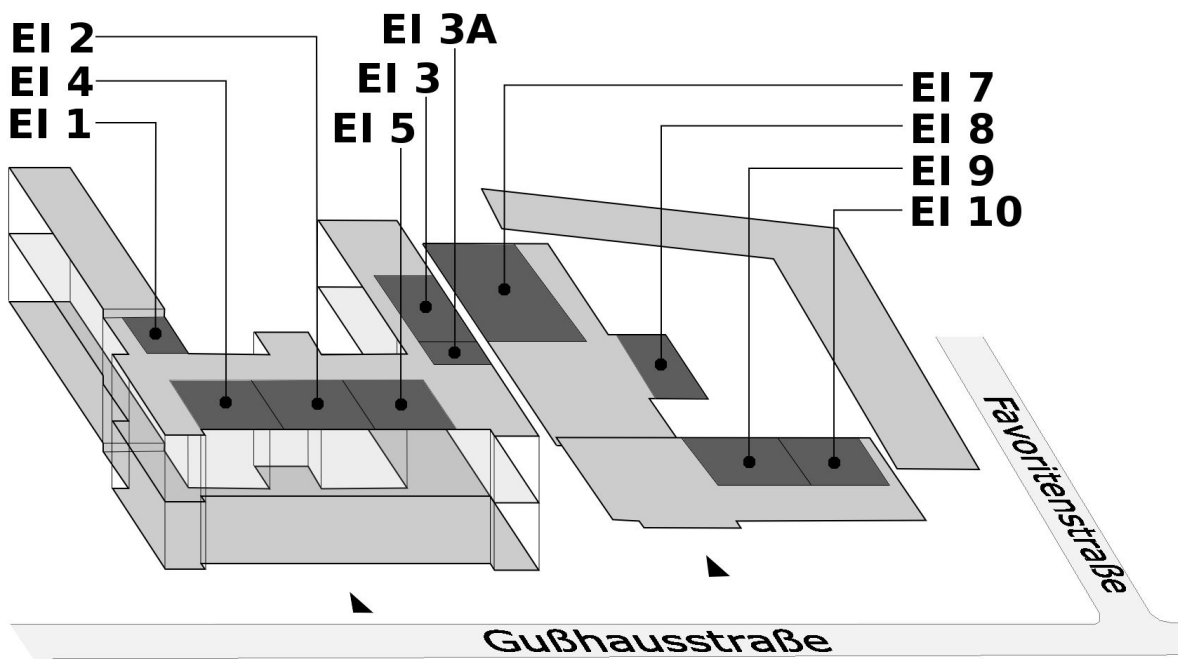 EI 2
EI 4
EI 1
EI 3A
EI 3
EI 5
EI 7
EI 8
EI 9
EI 10
Favoritenstraße
Gußhausstraße